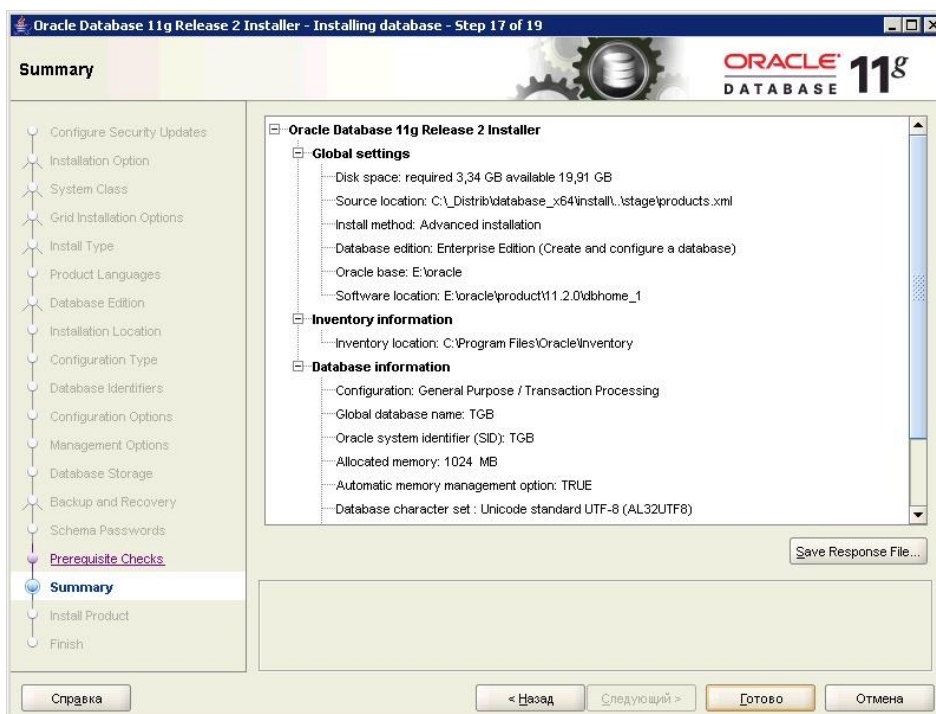 Oracle Database 11g Release 2 Installer - Installing database - Step 17 of 19
Summary
ORACLE
DATABASE
11g
Configure Security Updates
Installation Option
System Class
Grid Installation Options
Install Type
Product Languages
Database Edition
Installation Location
Configuration Type
Database Identifiers
Configuration Options
Management Options
Database Storage
Backup and Recovery
Schema Passwords
Prerequisite Checks
Summary
Install Product
Finish
Oracle Database 11g Release 2 Installer
Global settings
Disk space: required 3,34 GB available 19,91 GB
Source location: C:\_Distrib\database_x64\install\..\stage\products.xml
Install method: Advanced installation
Database edition: Enterprise Edition (Create and configure a database)
Oracle base: E:\oracle
Software location: E:\oracle\product\11.2.0\dbhome_1
Inventory information
Inventory location: C:\Program Files\Oracle\Inventory
Database information
Configuration: General Purpose / Transaction Processing
Global database name: TGB
Oracle system identifier (SID): TGB
Allocated memory: 1024 MB
Automatic memory management option: TRUE
Database character set : Unicode standard UTF-8 (AL32UTF8)
Save Response File...
Справка
< Назад
Следующий >
Готово
Отмена